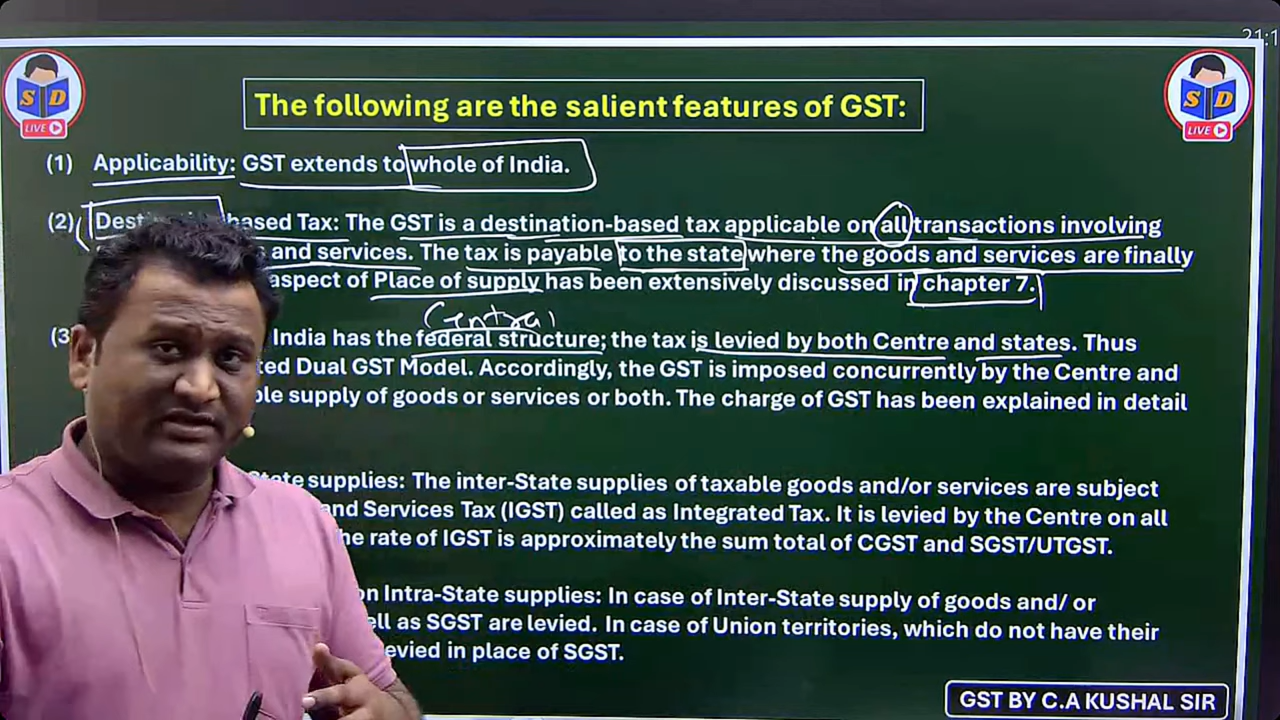 21:1
S D
LIVE
The following are the salient features of GST:
S D
LIVE
(1) Applicability: GST extends to whole of India.
(2) based Tax: The GST is a destination-based tax applicable on all transactions involving
and services. The tax is payable to the state where the goods and services are finally
aspect of Place of supply has been extensively discussed in chapter 7.
Central
(3 India has the federal structure; the tax is levied by both Centre and states. Thus
Dual GST Model. Accordingly, the GST is imposed concurrently by the Centre and
supply of goods or services or both. The charge of GST has been explained in detail
State supplies: The inter-State supplies of taxable goods and/or services are subject
and Services Tax (IGST) called as Integrated Tax. It is levied by the Centre on all
the rate of IGST is approximately the sum total of CGST and SGST/UTGST.
on Intra-State supplies: In case of Inter-State supply of goods and/ or
as SGST are levied. In case of Union territories, which do not have their
levied in place of SGST.
GST BY C.A KUSHAL SIR